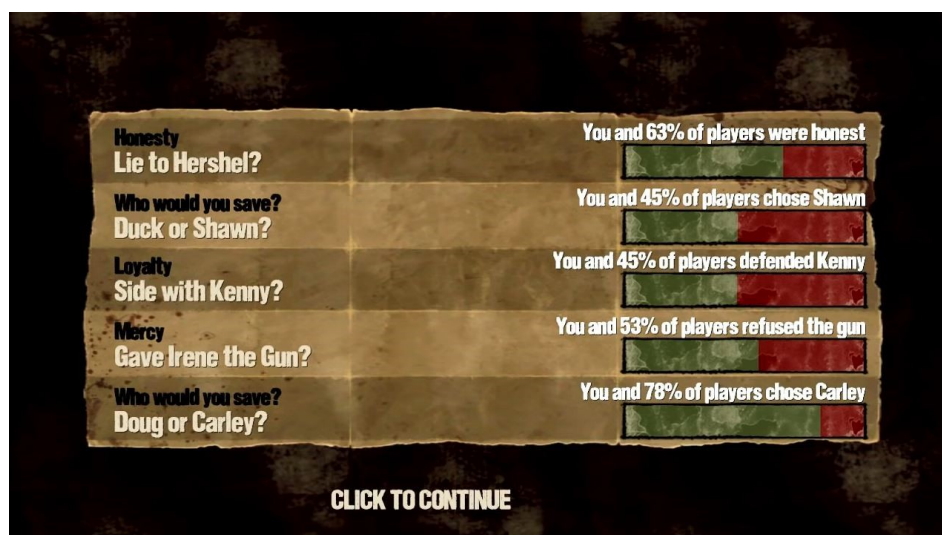 Honesty
Lie to Hershel?
You and 63% of players were honest
Who would you save?
Duck or Shawn?
You and 45% of players chose Shawn
Loyalty
Side with Kenny?
You and 45% of players defended Kenny
Mercy
Gave Irene the Gun?
You and 53% of players refused the gun
Who would you save?
Doug or Carley?
You and 78% of players chose Carley
CLICK TO CONTINUE